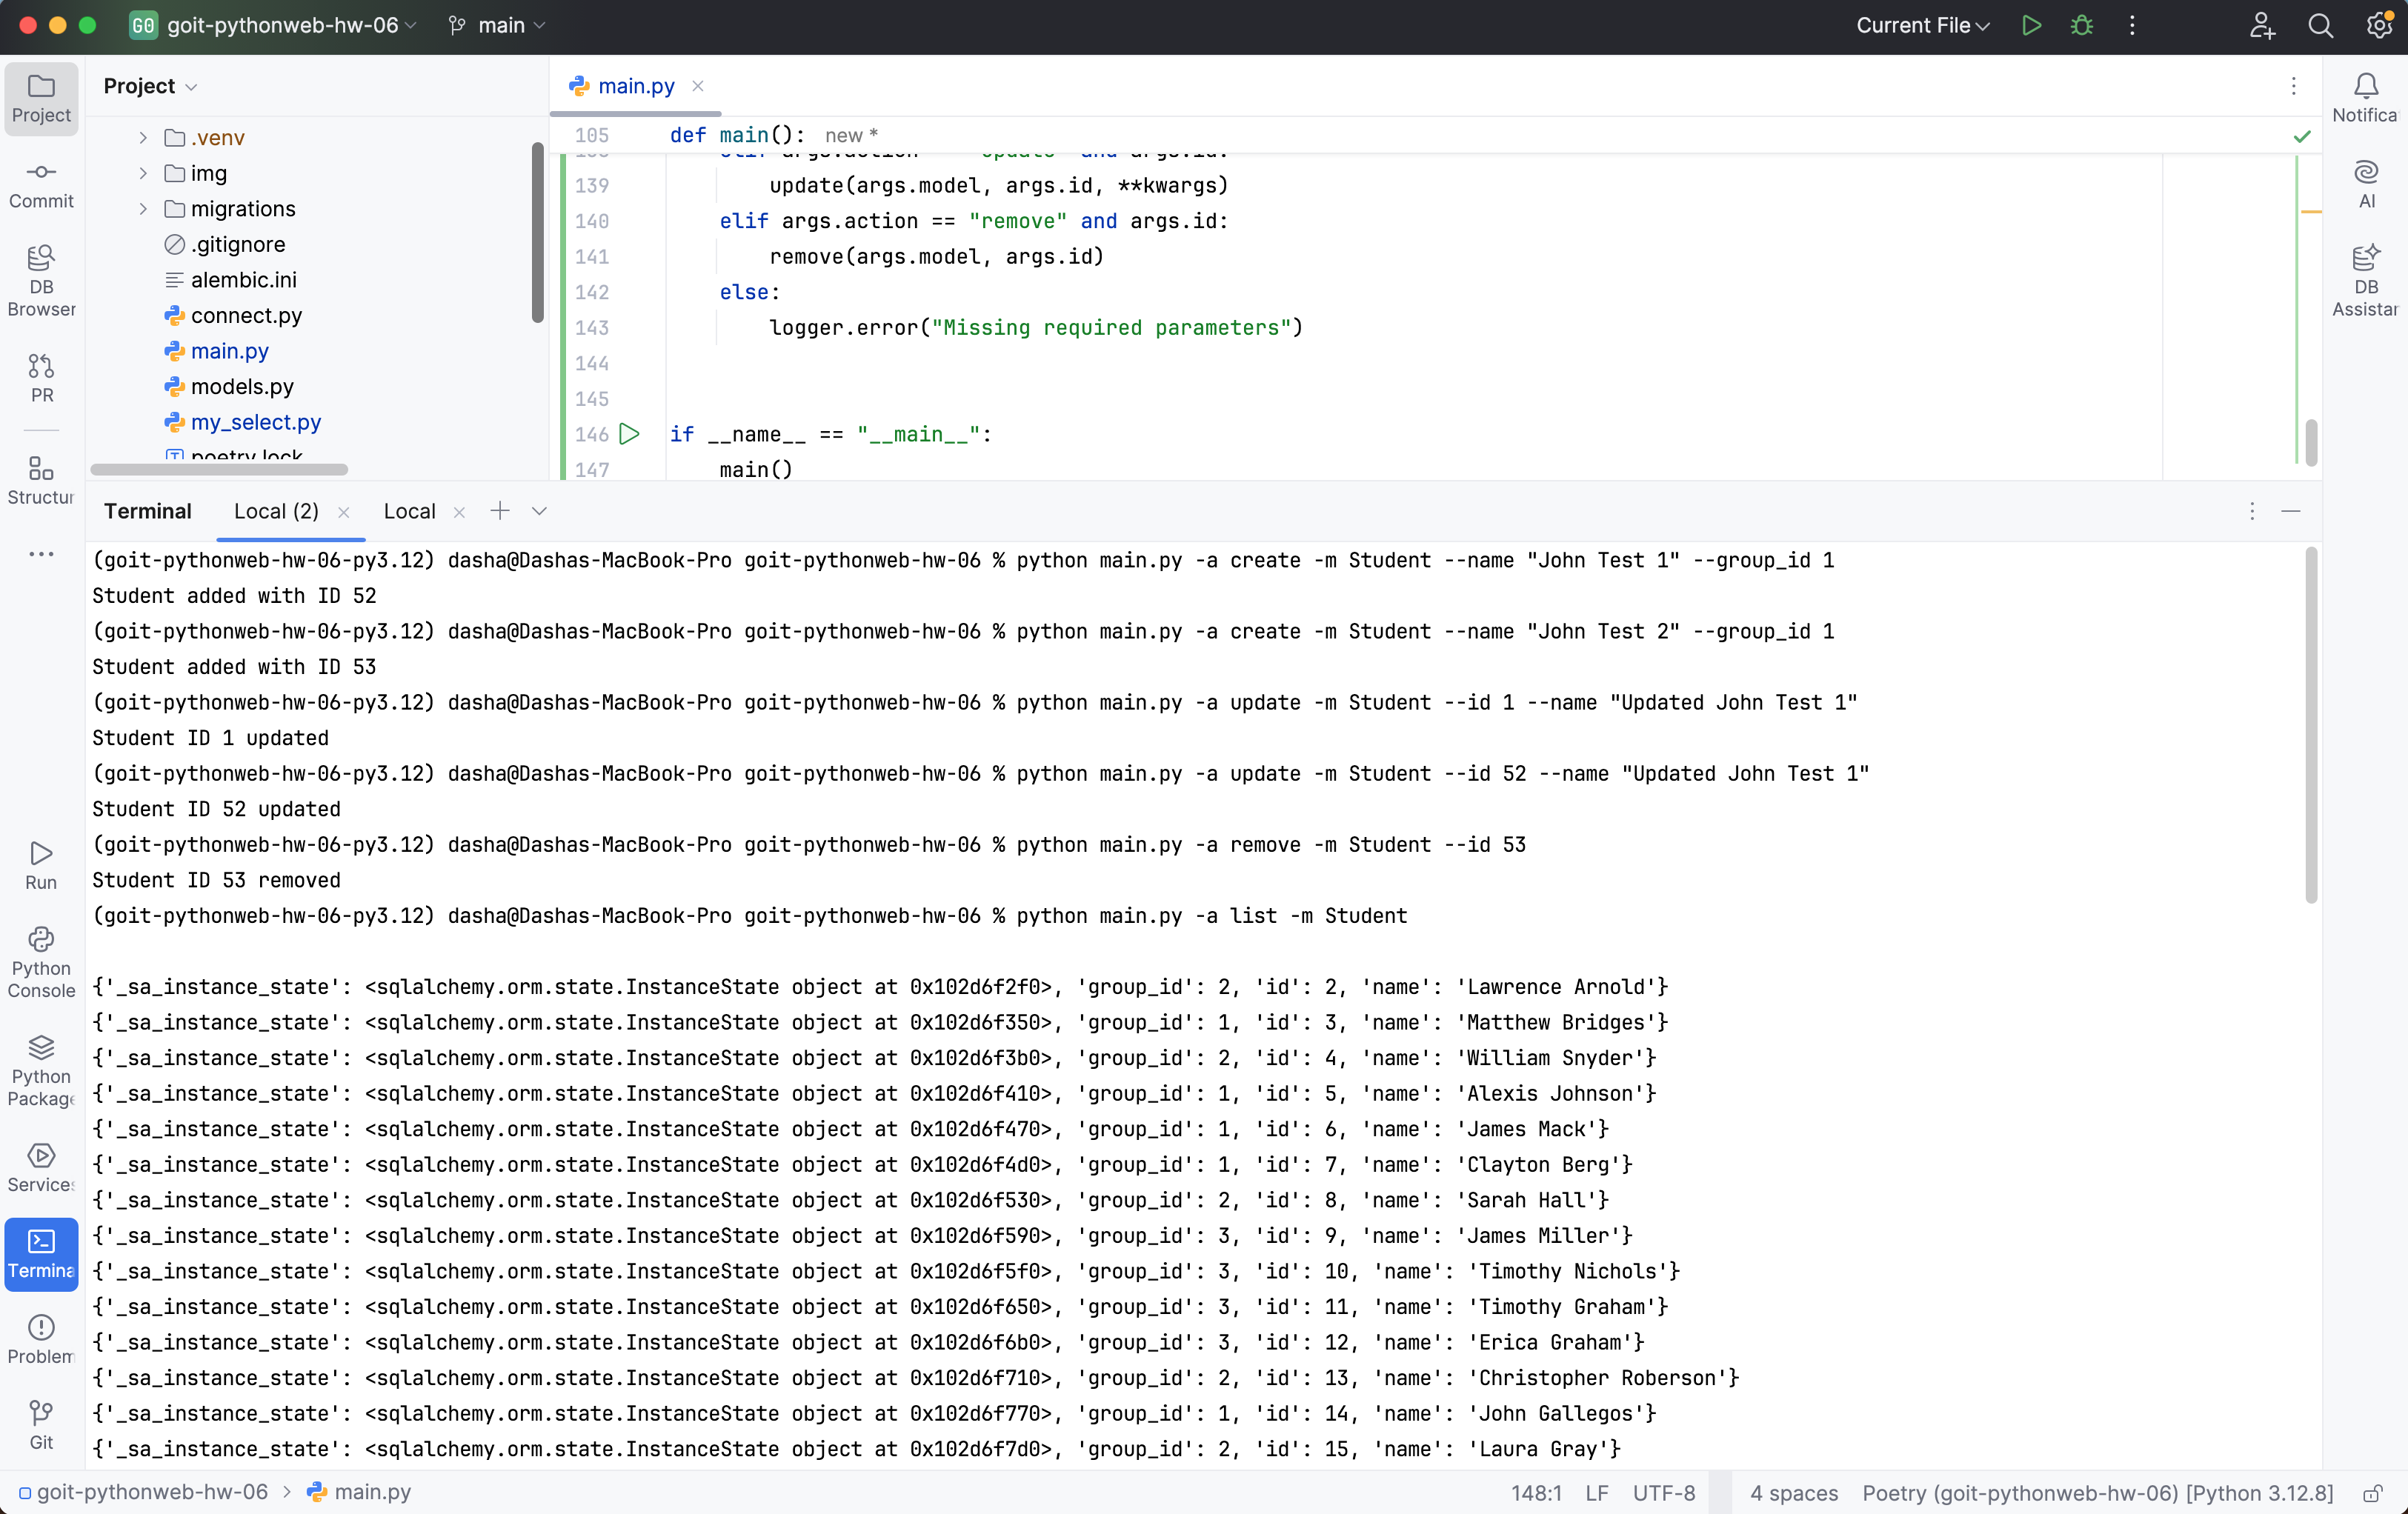 GO goit-pythonweb-hw-06 main Current File
Project
Commit
DB
Browser
PR
Structur
Run
Python
Console
Python
Package
Services
Termina
Problem
Git
Project
.venv
img
migrations
.gitignore
alembic.ini
connect.py
main.py
models.py
my_select.py
poetry.lock
main.py
105 def main(): new *
139 update(args.model, args.id, **kwargs)
140 elif args.action == "remove" and args.id:
141 remove(args.model, args.id)
142 else:
143 logger.error("Missing required parameters")
144
145
146 if __name__ == "__main__":
147 main()
Notifica
AI
DB
Assistar
Terminal Local (2) Local
(goit-pythonweb-hw-06-py3.12) dasha@Dashas-MacBook-Pro goit-pythonweb-hw-06 % python main.py -a create -m Student --name "John Test 1" --group_id 1
Student added with ID 52
(goit-pythonweb-hw-06-py3.12) dasha@Dashas-MacBook-Pro goit-pythonweb-hw-06 % python main.py -a create -m Student --name "John Test 2" --group_id 1
Student added with ID 53
(goit-pythonweb-hw-06-py3.12) dasha@Dashas-MacBook-Pro goit-pythonweb-hw-06 % python main.py -a update -m Student --id 1 --name "Updated John Test 1"
Student ID 1 updated
(goit-pythonweb-hw-06-py3.12) dasha@Dashas-MacBook-Pro goit-pythonweb-hw-06 % python main.py -a update -m Student --id 52 --name "Updated John Test 1"
Student ID 52 updated
(goit-pythonweb-hw-06-py3.12) dasha@Dashas-MacBook-Pro goit-pythonweb-hw-06 % python main.py -a remove -m Student --id 53
Student ID 53 removed
(goit-pythonweb-hw-06-py3.12) dasha@Dashas-MacBook-Pro goit-pythonweb-hw-06 % python main.py -a list -m Student
{'_sa_instance_state': <sqlalchemy.orm.state.InstanceState object at 0x102d6f2f0>, 'group_id': 2, 'id': 2, 'name': 'Lawrence Arnold'}
{'_sa_instance_state': <sqlalchemy.orm.state.InstanceState object at 0x102d6f350>, 'group_id': 1, 'id': 3, 'name': 'Matthew Bridges'}
{'_sa_instance_state': <sqlalchemy.orm.state.InstanceState object at 0x102d6f3b0>, 'group_id': 2, 'id': 4, 'name': 'William Snyder'}
{'_sa_instance_state': <sqlalchemy.orm.state.InstanceState object at 0x102d6f410>, 'group_id': 1, 'id': 5, 'name': 'Alexis Johnson'}
{'_sa_instance_state': <sqlalchemy.orm.state.InstanceState object at 0x102d6f470>, 'group_id': 1, 'id': 6, 'name': 'James Mack'}
{'_sa_instance_state': <sqlalchemy.orm.state.InstanceState object at 0x102d6f4d0>, 'group_id': 1, 'id': 7, 'name': 'Clayton Berg'}
{'_sa_instance_state': <sqlalchemy.orm.state.InstanceState object at 0x102d6f530>, 'group_id': 2, 'id': 8, 'name': 'Sarah Hall'}
{'_sa_instance_state': <sqlalchemy.orm.state.InstanceState object at 0x102d6f590>, 'group_id': 3, 'id': 9, 'name': 'James Miller'}
{'_sa_instance_state': <sqlalchemy.orm.state.InstanceState object at 0x102d6f5f0>, 'group_id': 3, 'id': 10, 'name': 'Timothy Nichols'}
{'_sa_instance_state': <sqlalchemy.orm.state.InstanceState object at 0x102d6f650>, 'group_id': 3, 'id': 11, 'name': 'Timothy Graham'}
{'_sa_instance_state': <sqlalchemy.orm.state.InstanceState object at 0x102d6f6b0>, 'group_id': 3, 'id': 12, 'name': 'Erica Graham'}
{'_sa_instance_state': <sqlalchemy.orm.state.InstanceState object at 0x102d6f710>, 'group_id': 2, 'id': 13, 'name': 'Christopher Roberson'}
{'_sa_instance_state': <sqlalchemy.orm.state.InstanceState object at 0x102d6f770>, 'group_id': 1, 'id': 14, 'name': 'John Gallegos'}
{'_sa_instance_state': <sqlalchemy.orm.state.InstanceState object at 0x102d6f7d0>, 'group_id': 2, 'id': 15, 'name': 'Laura Gray'}
goit-pythonweb-hw-06 > main.py 148:1 LF UTF-8 4 spaces Poetry (goit-pythonweb-hw-06) [Python 3.12.8]